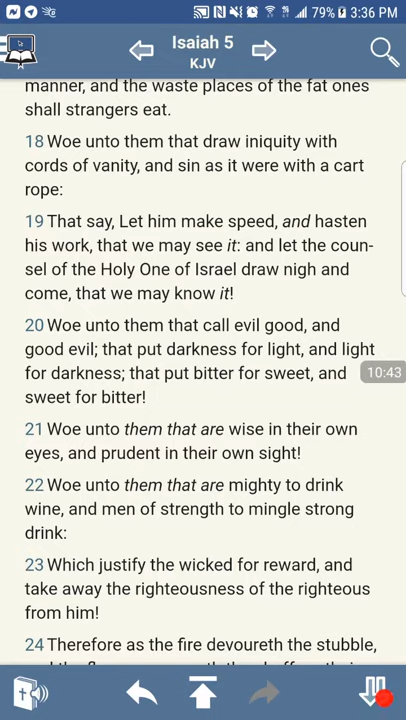 79% 3:36 PM
Isaiah 5
KJV
manner, and the waste places of the fat ones
shall strangers eat.
18 Woe unto them that draw iniquity with
cords of vanity, and sin as it were with a cart
rope:
19 That say, Let him make speed, and hasten
his work, that we may see it: and let the coun-
sel of the Holy One of Israel draw nigh and
come, that we may know it!
20 Woe unto them that call evil good, and
good evil; that put darkness for light, and light
for darkness; that put bitter for sweet, and
10:43
sweet for bitter!
21 Woe unto them that are wise in their own
eyes, and prudent in their own sight!
22 Woe unto them that are mighty to drink
wine, and men of strength to mingle strong
drink:
23 Which justify the wicked for reward, and
take away the righteousness of the righteous
from him!
24 Therefore as the fire devoureth the stubble,